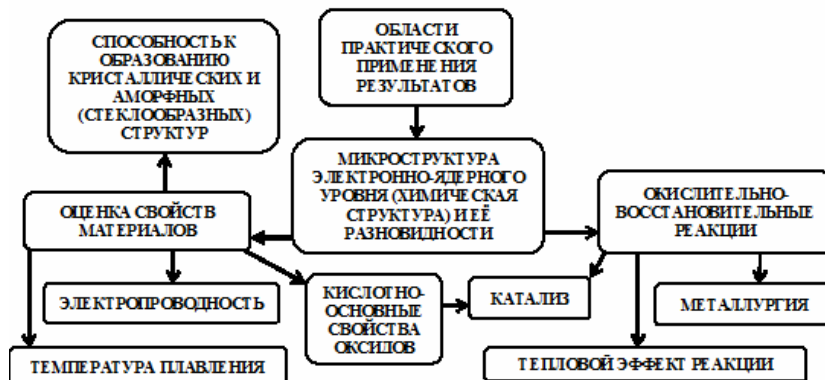 СПОСОБНОСТЬ К
ОБРАЗОВАНИЮ
КРИСТАЛЛИЧЕСКИХ И
АМОРФНЫХ
(СТЕКЛООБРАЗНЫХ)
СТРУКТУР
ОБЛАСТИ
ПРАКТИЧЕСКОГО
ПРИМЕНЕНИЯ
РЕЗУЛЬТАТОВ
МИКРОСТРУКТУРА
ЭЛЕКТРОННО-ЯДЕРНОГО
УРОВНЯ (ХИМИЧЕСКАЯ
СТРУКТУРА) И ЕЁ
РАЗНОВИДНОСТИ
ОЦЕНКА СВОЙСТВ
МАТЕРИАЛОВ
ОКИСЛИТЕЛЬНО-
ВОССТАНОВИТЕЛЬНЫЕ
РЕАКЦИИ
ЭЛЕКТРОПРОВОДНОСТЬ
КИСЛОТНО-
ОСНОВНЫЕ
СВОЙСТВА
ОКСИДОВ
КАТАЛИЗ
МЕТАЛЛУРГИЯ
ТЕМПЕРАТУРА ПЛАВЛЕНИЯ
ТЕПЛОВОЙ ЭФФЕКТ РЕАКЦИИ